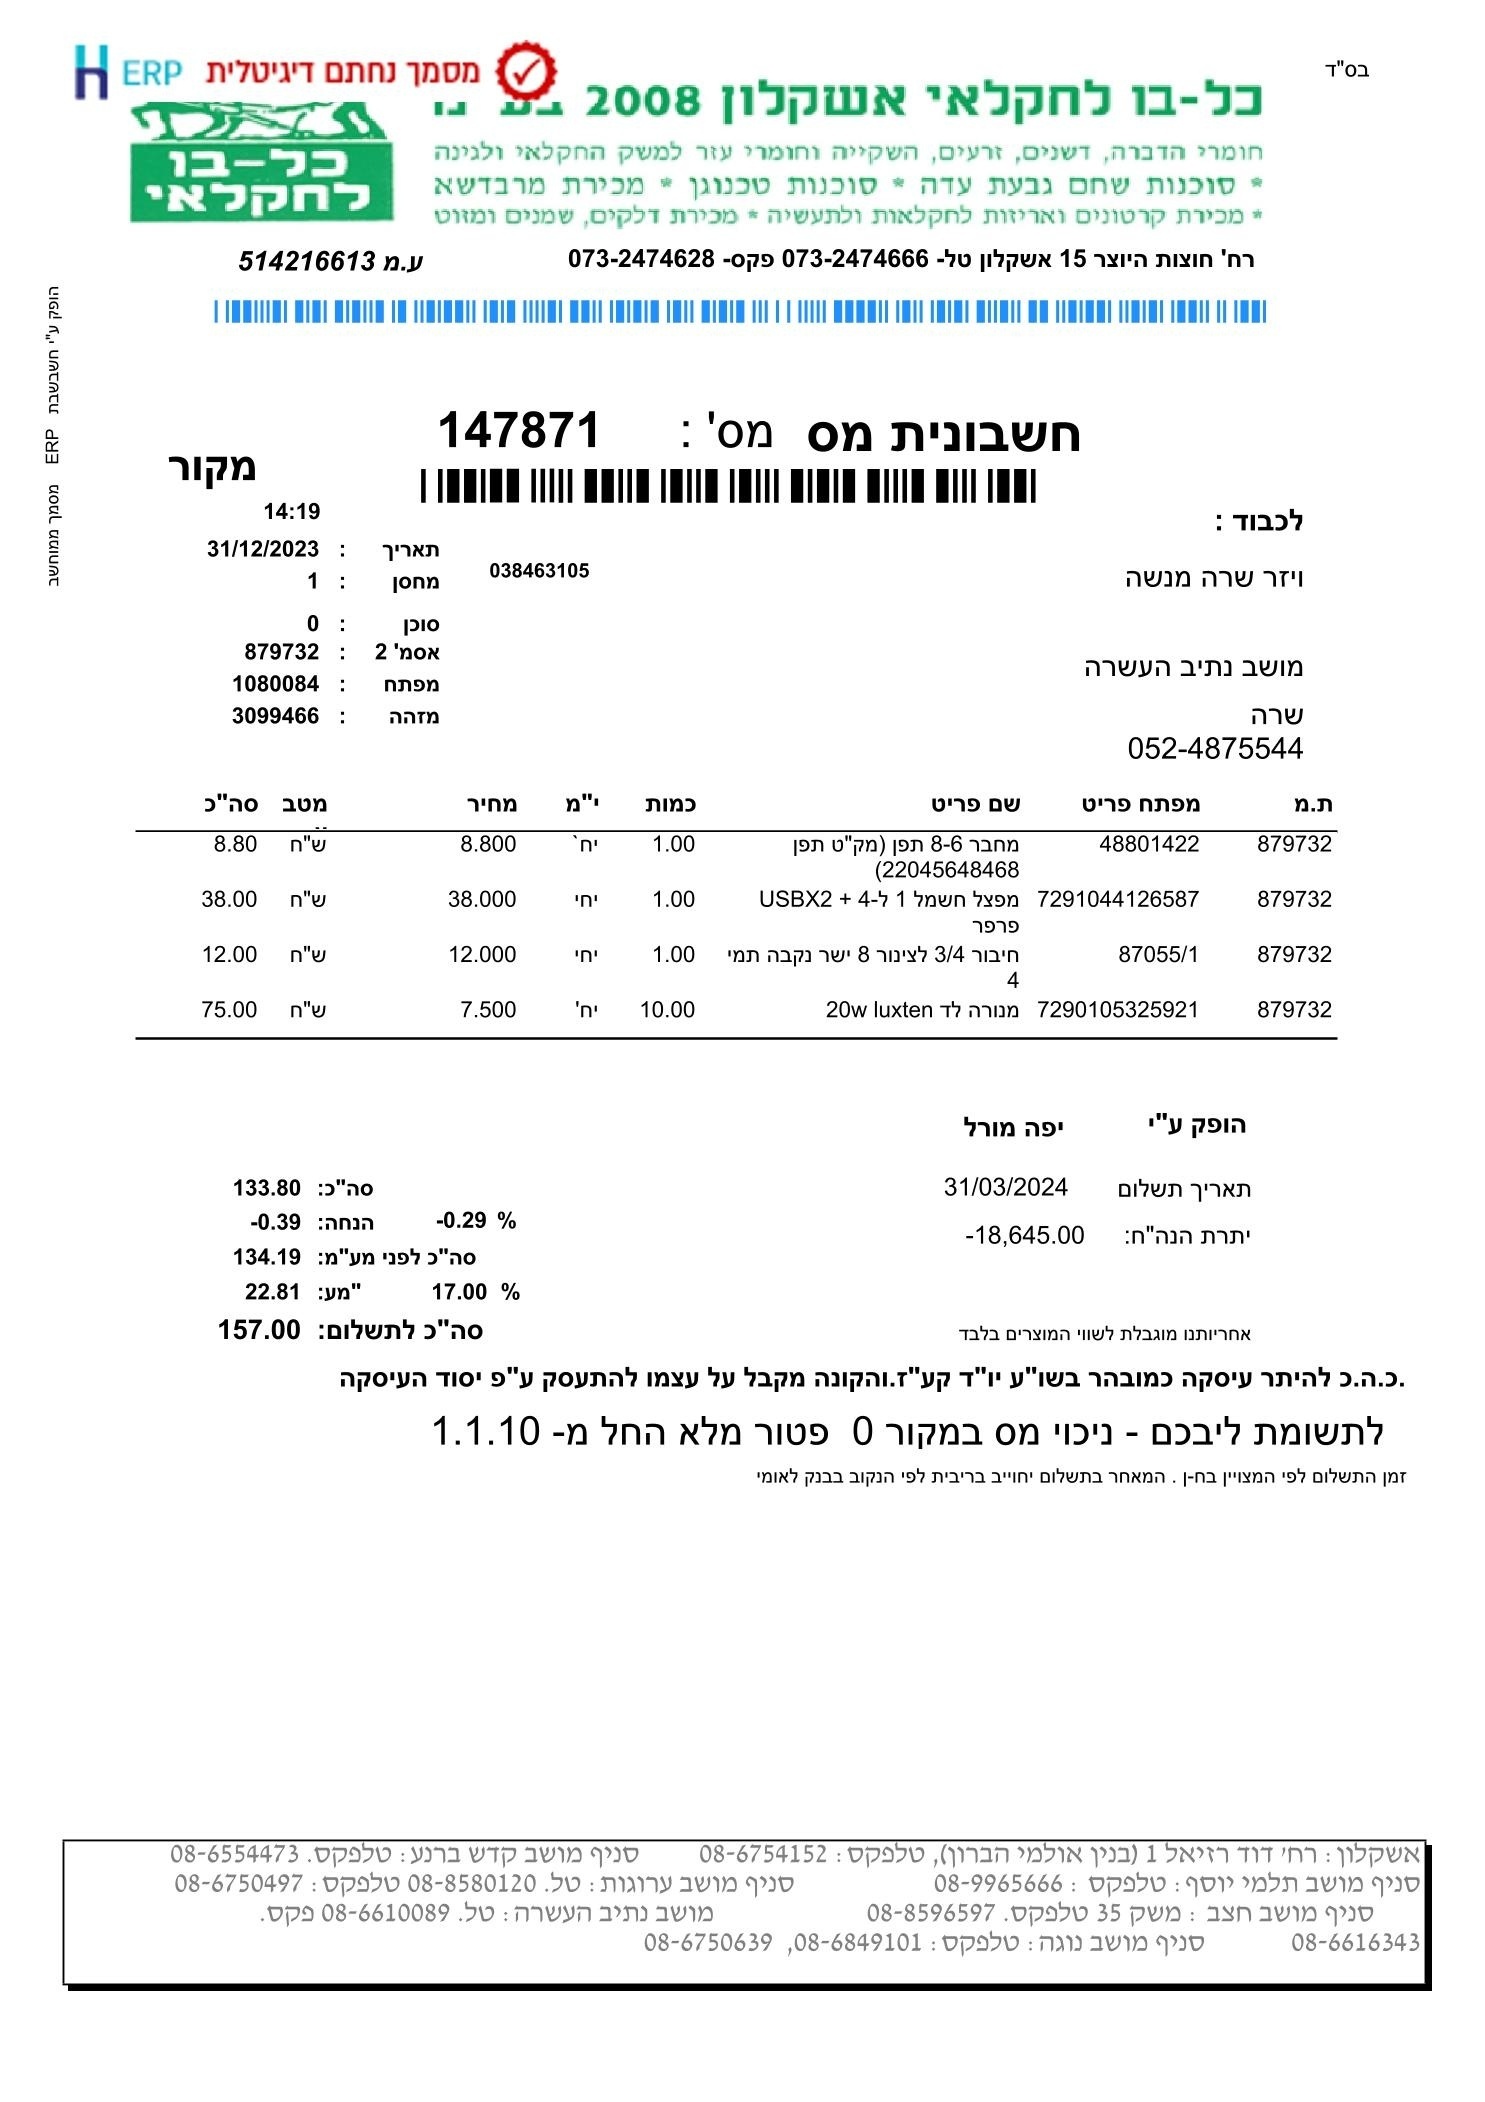 בס"ד
ERP מסמך נחתם דיגיטלית
כל-בו לחקלאי אשקלון 2008
כל-בו
לחקלאי
חומרי הדברה, דשנים, זרעים, השקייה וחומרי עזר למשק החקלאי ולגינה
* סוכנות שחם גבעת עדה * סוכנות טכנוגן * מכירת מרבדשא
* מכירת קרטונים ואריזות לחקלאות ולתעשיה * מכירת דלקים, שמנים ומזוט
רח' חוצות היוצר 15 אשקלון טל- 073-2474666 פקס- 073-2474628 ע.מ 514216613
הופק ע"י חשבשבת ERP מסמך ממוחשב
חשבונית מס מס' : 147871
מקור
14:19
לכבוד :
תאריך : 31/12/2023
038463105
ויזר שרה מנשה
מחסן : 1
סוכן : 0
אסמ' 2 : 879732
מושב נתיב העשרה
מפתח : 1080084
שרה
מזהה : 3099466
052-4875544
ת.מ מפתח פריט שם פריט כמות י"מ מחיר מטב סה"כ
879732 48801422 מחבר 8-6 תפן (מק"ט תפן 1.00 יח` 8.800 ש"ח 8.80
22045648468)
879732 7291044126587 מפצל חשמל 1 ל-4 + USBX2 1.00 יחי 38.000 ש"ח 38.00
פרפר
879732 87055/1 חיבור 3/4 לצינור 8 ישר נקבה תמי 1.00 יחי 12.000 ש"ח 12.00
4
879732 7290105325921 מנורה לד 20w luxten 10.00 יח' 7.500 ש"ח 75.00
הופק ע"י יפה מורל
תאריך תשלום 31/03/2024
יתרת הנה"ח: -18,645.00
סה"כ: 133.80
% -0.29 הנחה: -0.39
סה"כ לפני מע"מ: 134.19
% 17.00 "מע: 22.81
סה"כ לתשלום: 157.00
אחריותנו מוגבלת לשווי המוצרים בלבד
.כ.ה.כ להיתר עיסקה כמובהר בשו"ע יו"ד קע"ז.והקונה מקבל על עצמו להתעסק ע"פ יסוד העיסקה
לתשומת ליבכם - ניכוי מס במקור 0 פטור מלא החל מ- 1.1.10
זמן התשלום לפי המצויין בח-ן . המאחר בתשלום יחוייב בריבית לפי הנקוב בבנק לאומי
אשקלון : רח' דוד רזיאל 1 (בנין אולמי הברון), טלפקס : 08-6754152 סניף מושב קדש ברנע : טלפקס. 08-6554473
סניף מושב תלמי יוסף : טלפקס : 08-9965666 סניף מושב ערוגות : טל. 08-8580120 טלפקס : 08-6750497
סניף מושב חצב : משק 35 טלפקס. 08-8596597 מושב נתיב העשרה : טל. 08-6610089 פקס.
08-6616343 סניף מושב נוגה : טלפקס : 08-6849101, 08-6750639